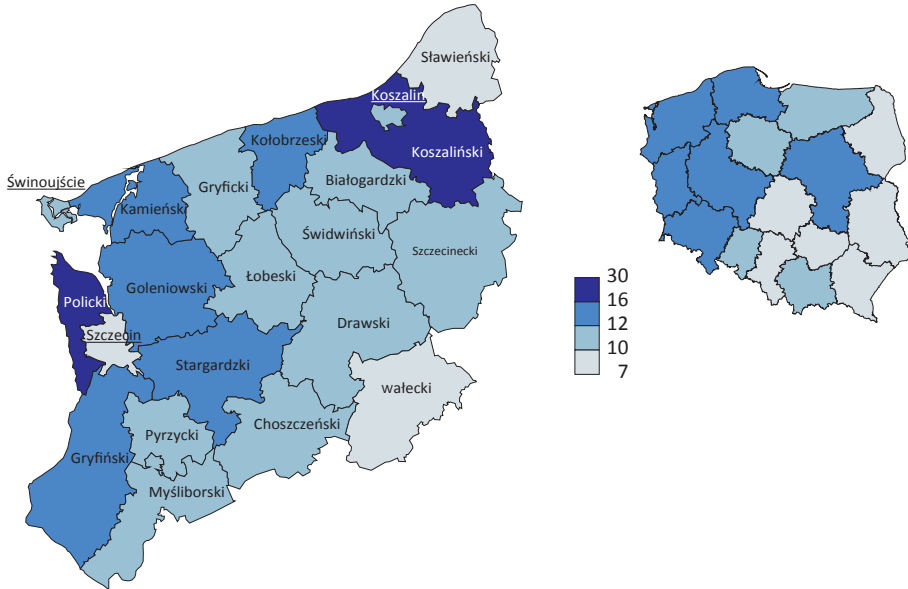 Sławieński
Koszalin
Kołobrzeski
Koszaliński
Świnoujście
Gryficki
Białogardzki
Kamieński
Świdwiński
Szczecinecki
Łobeski
Goleniowski
Policki
Drawski
Szczecin
Stargardzki
wałecki
Choszczeński
Pyrzycki
Gryfiński
Myśliborski
30
16
12
10
7